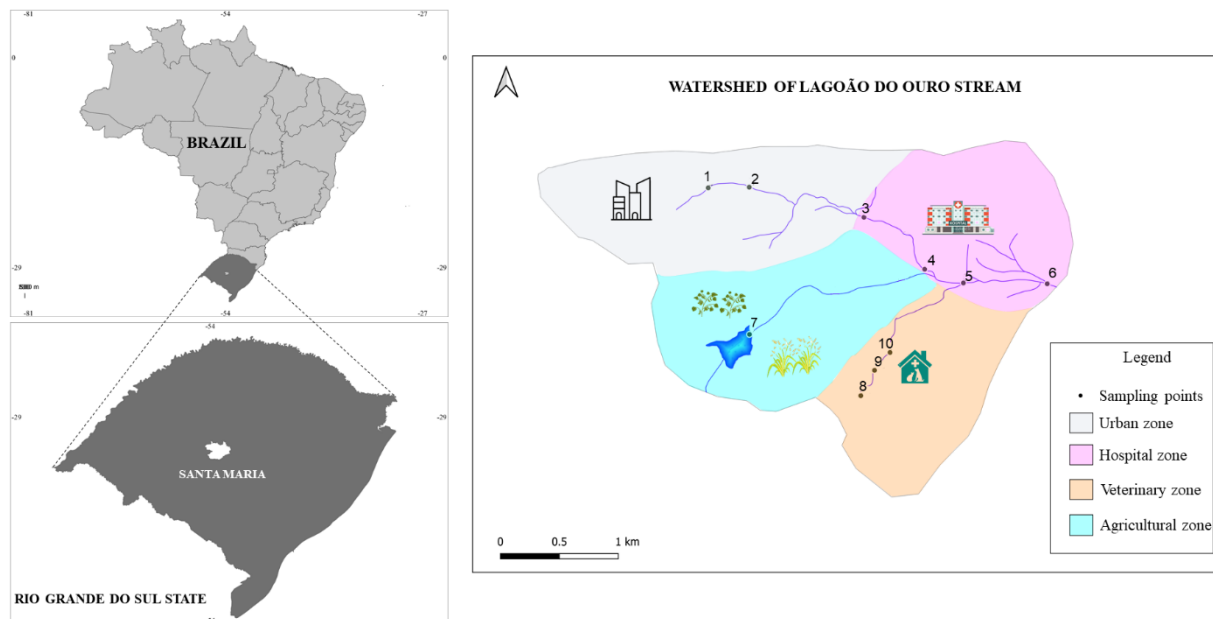 -81
-54
-27
0
0
BRAZIL
-29
-29
-81
-54
-27
-54
-29
-29
SANTA MARIA
RIO GRANDE DO SUL STATE
WATERSHED OF LAGOÃO DO OURO STREAM
1
2
3
4
5
6
7
10
9
8
0
0.5
1 km
Legend
Sampling points
Urban zone
Hospital zone
Veterinary zone
Agricultural zone